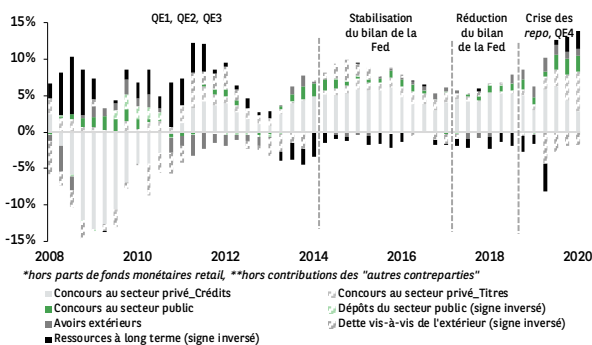 QE1, QE2, QE3
Stabilisation
du bilan de la
Fed
Réduction
du bilan
de la Fed
Crise des
repo, QE4
15%
10%
5%
0%
-5%
-10%
-15%
2008
2010
2012
2014
2016
2018
2020
*hors parts de fonds monétaires retail, **hors contributions des "autres contreparties"
Concours au secteur privé_Crédits
Concours au secteur privé_Titres
Concours au secteur public
Dépôts du secteur public (signe inversé)
Avoirs extérieurs
Dette vis-à-vis de l'extérieur (signe inversé)
Ressources à long terme (signe inversé)